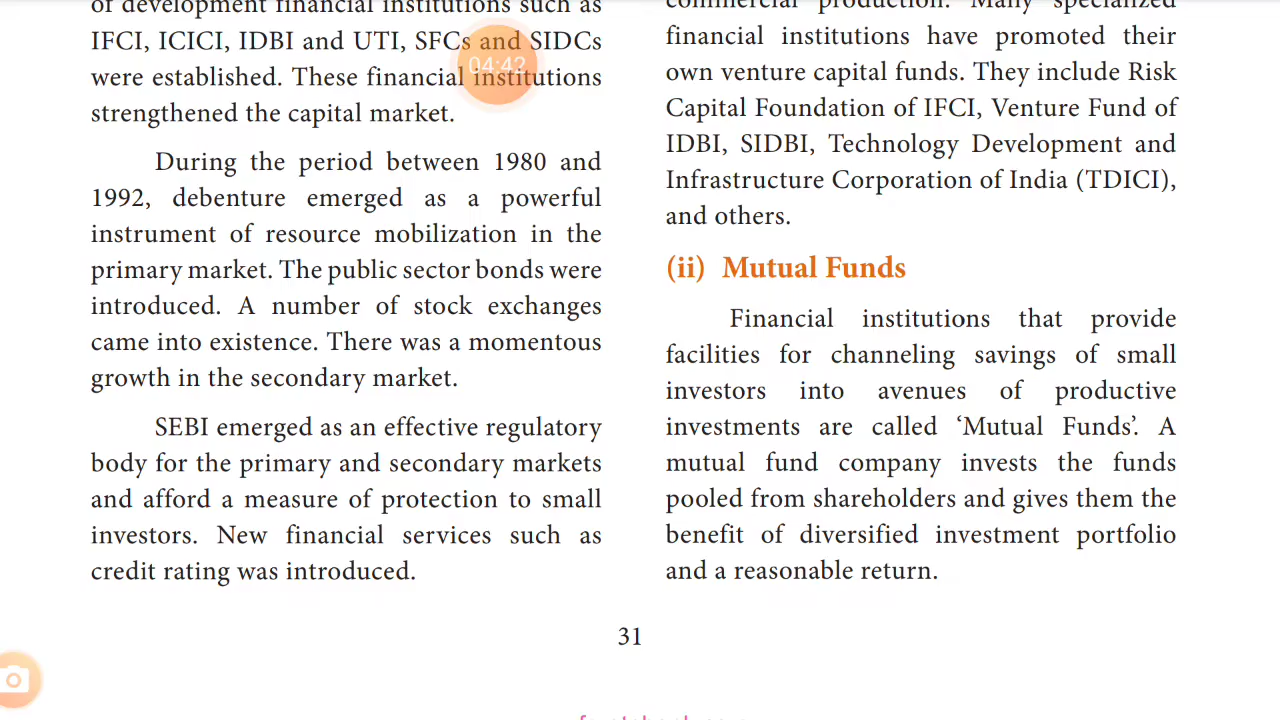 of development financial institutions such as
IFCI, ICICI, IDBI and UTI, SFCs and SIDCs
04:42
were established. These financial institutions
strengthened the capital market.
During the period between 1980 and
1992, debenture emerged as a powerful
instrument of resource mobilization in the
primary market. The public sector bonds were
introduced. A number of stock exchanges
came into existence. There was a momentous
growth in the secondary market.
SEBI emerged as an effective regulatory
body for the primary and secondary markets
and afford a measure of protection to small
investors. New financial services such as
credit rating was introduced.
commercial production. Many specialized
financial institutions have promoted their
own venture capital funds. They include Risk
Capital Foundation of IFCI, Venture Fund of
IDBI, SIDBI, Technology Development and
Infrastructure Corporation of India (TDICI),
and others.
(ii) Mutual Funds
Financial institutions that provide
facilities for channeling savings of small
investors into avenues of productive
investments are called ‘Mutual Funds’. A
mutual fund company invests the funds
pooled from shareholders and gives them the
benefit of diversified investment portfolio
and a reasonable return.
31